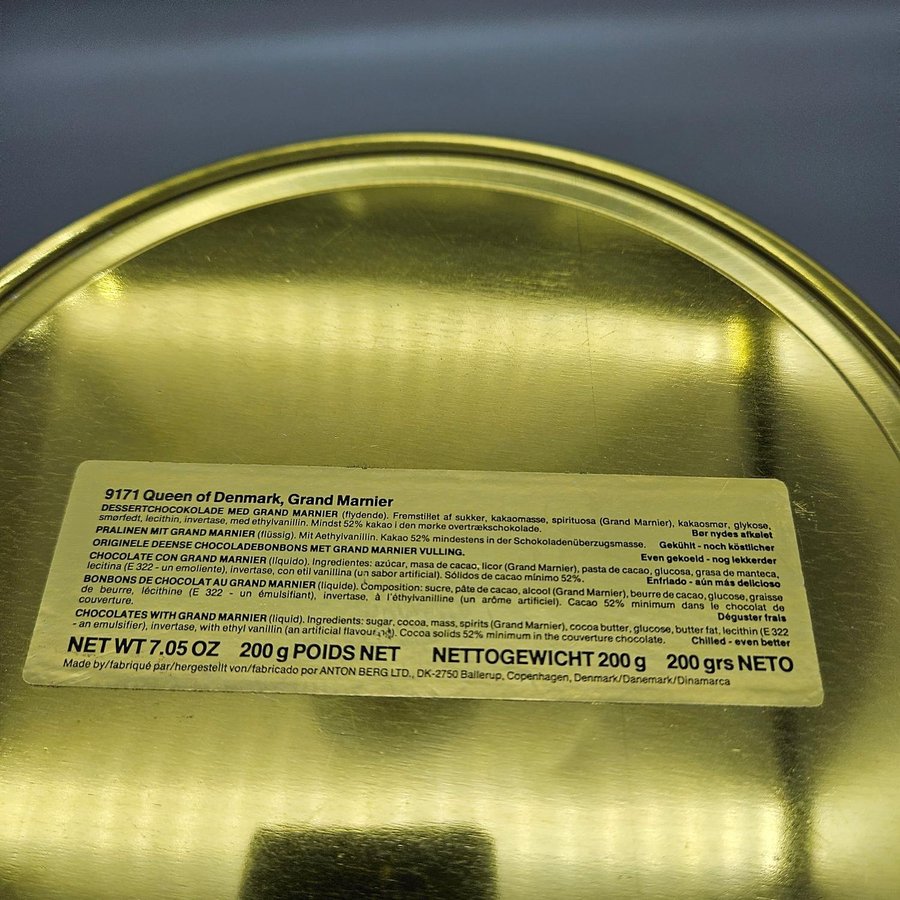 9171 Queen of Denmark, Grand Marnier
DESSERTCHOCOKOLADE MED GRAND MARNIER (flydende). Fremstillet af sukker, kakaomasse, spirituosa (Grand Marnier), kakaosmør, glykose,
smørfedt, lecithin, invertase, med ethylvanillin. Mindst 52% kakao i den mørke overtrækschokolade. Bør nydes afkølet
PRALINEN MIT GRAND MARNIER (flüssig). Mit Aethylvanillin. Kakao 52% mindestens in der Schokoladenüberzugsmasse. Gekühlt - noch köstlicher
ORIGINELE DEENSE CHOCOLADEBONBONS MET GRAND MARNIER VULLING. Even gekoeld - nog lekkerder
CHOCOLATE CON GRAND MARNIER (líquido). Ingredientes: azúcar, masa de cacao, licor (Grand Marnier), pasta de cacao, glucosa, grasa de manteca,
lecitina (E 322 - un emoliente), invertase, con etil vanillina (un sabor artificial). Sólidos de cacao mínimo 52%. Enfriado - aún más delicioso
BONBONS DE CHOCOLAT AU GRAND MARNIER (liquide). Composition: sucre, pâte de cacao, alcool (Grand Marnier), beurre de cacao, glucose, graisse
de beurre, lécithine (E 322 - un émulsifiant), invertase, à l'éthylvanilline (un arôme artificiel). Cacao 52% minimum dans le chocolat de
couverture. Déguster frais
CHOCOLATES WITH GRAND MARNIER (liquid). Ingredients: sugar, cocoa, mass, spirits (Grand Marnier), cocoa butter, glucose, butter fat, lecithin (E 322
- an emulsifier), invertase, with ethyl vanillin (an artificial flavouring). Cocoa solids 52% minimum in the couverture chocolate. Chilled - even better
NET WT 7.05 OZ 200 g POIDS NET NETTOGEWICHT 200 g 200 grs NETO
Made by/fabriqué par/hergestellt von/fabricado por ANTON BERG LTD., DK-2750 Ballerup, Copenhagen, Denmark/Danemark/Dinamarca